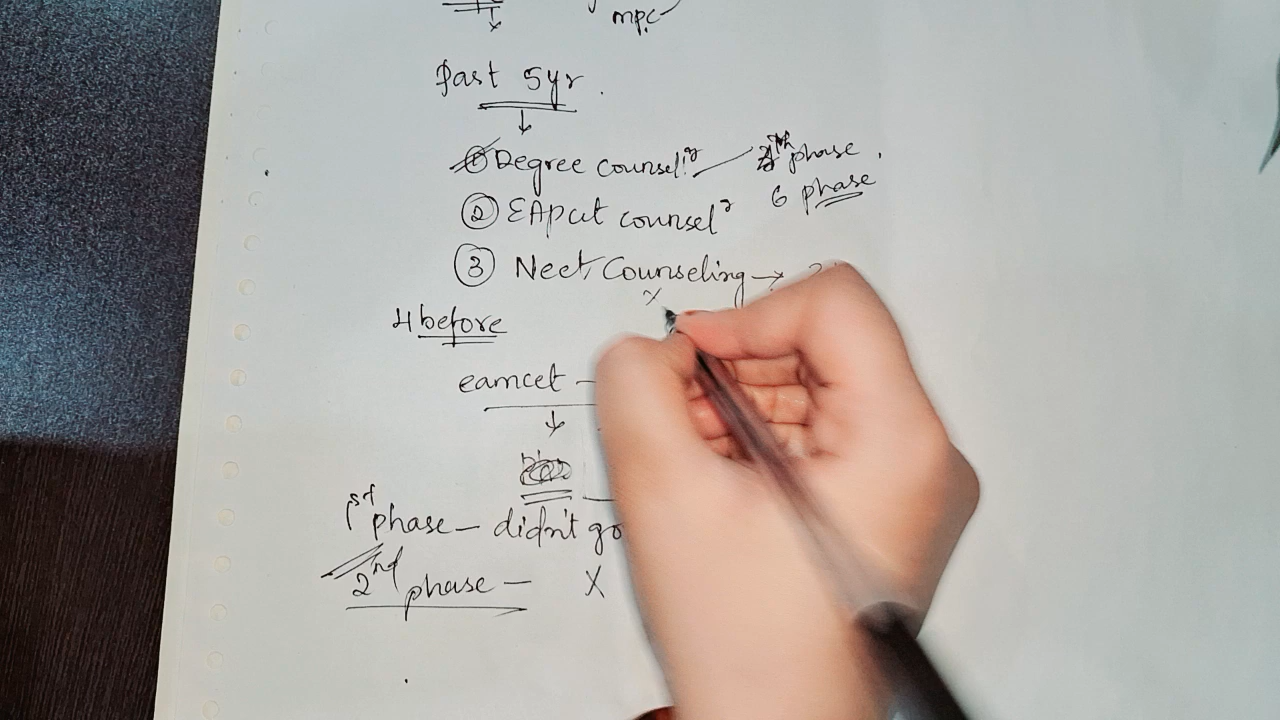 mpc
past 5yr.
① Degree counsel.g 4th phase.
6 phase
② EAPcet counselg
③ Neet, Counseling →
4 before
eamcet -
1st phase - didn't go
2nd phase - X